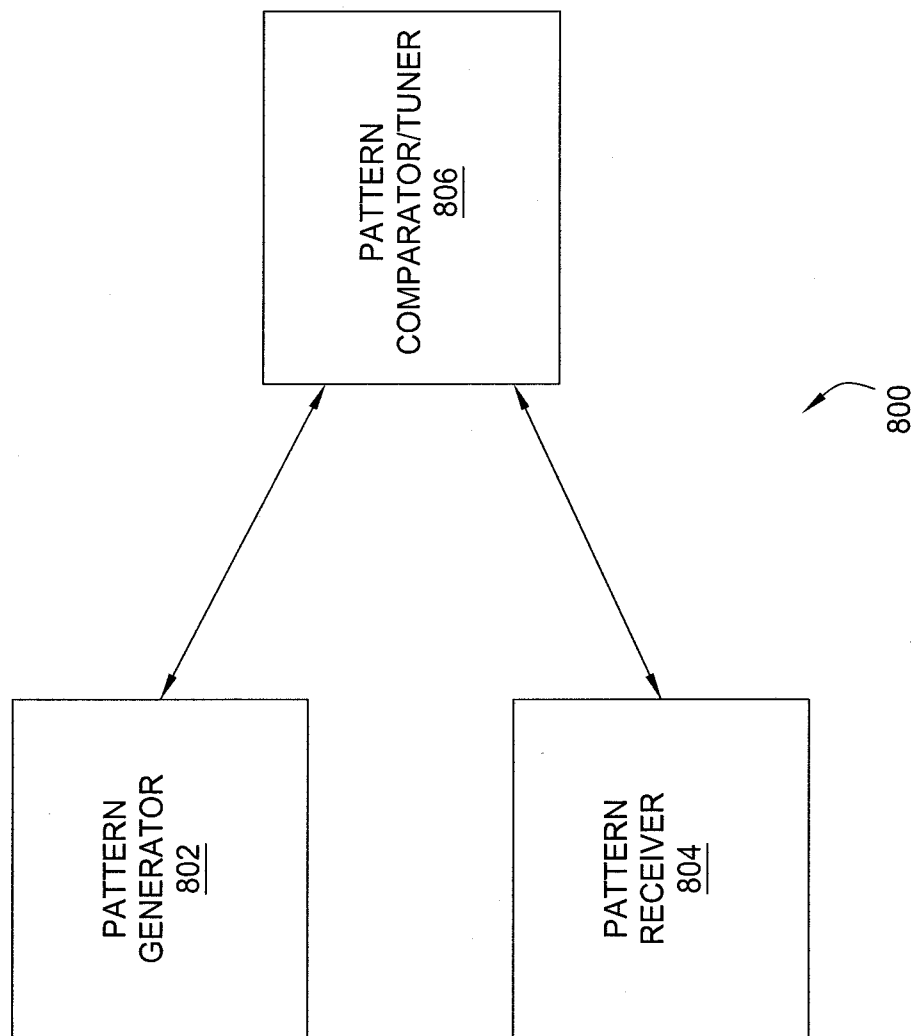 PATTERN
GENERATOR
802
PATTERN
RECEIVER
804
PATTERN
COMPARATOR/TUNER
806
800